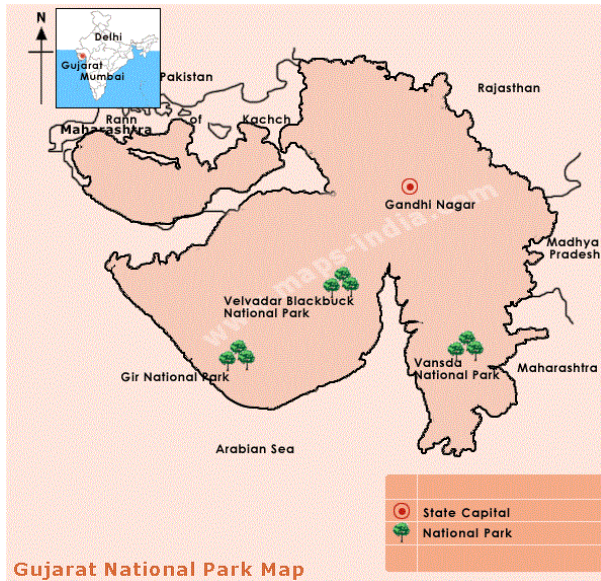 N
Delhi
Gujarat
Mumbai
Pakistan
Rajasthan
Rann of Kachch
Maharashtra
Gandhi Nagar
www.maps-india.com
Madhya
Pradesh
Velvadar Blackbuck
National Park
Gir National Park
Vansda
National Park
Maharashtra
Arabian Sea
State Capital
National Park
Gujarat National Park Map